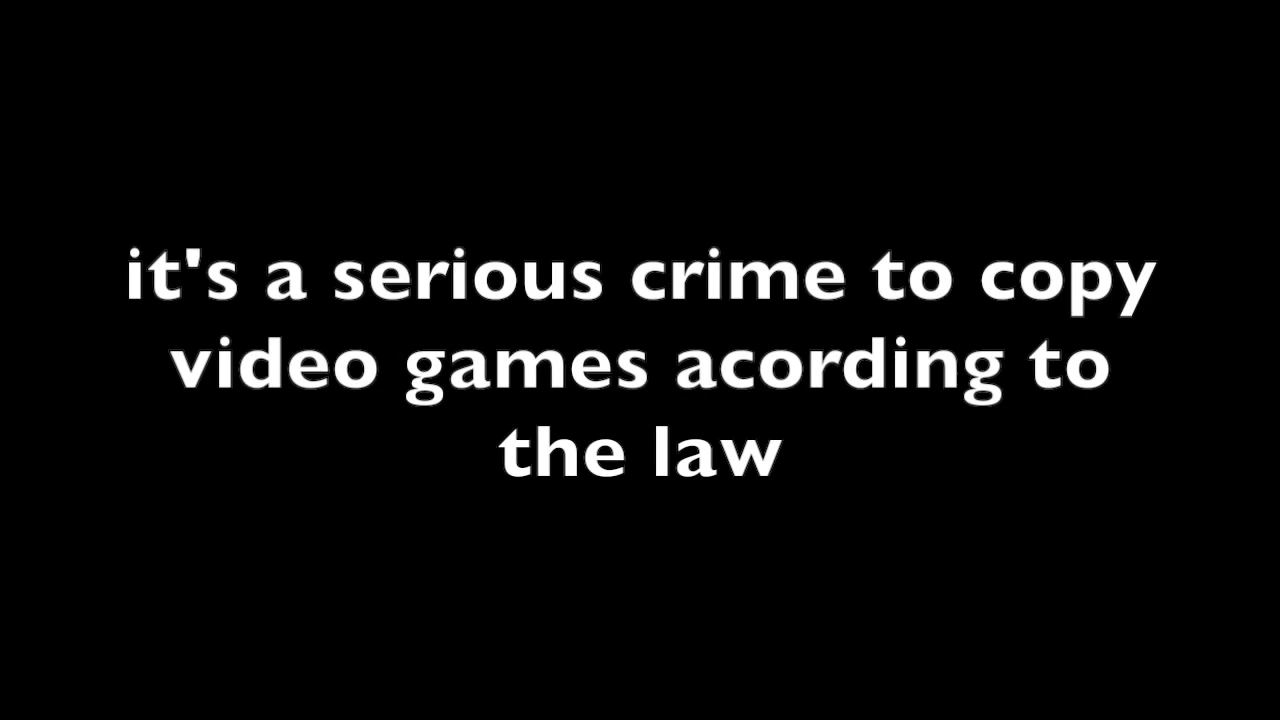 it's a serious crime to copy
video games acording to
the law